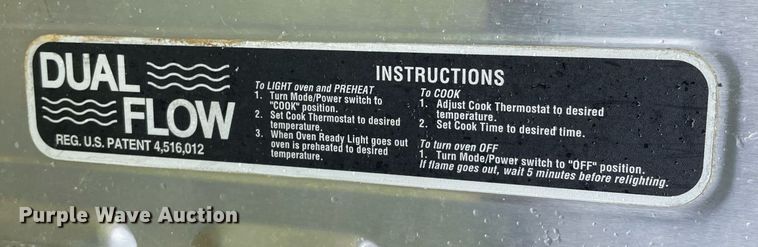 DUAL
FLOW
REG. U.S. PATENT 4,516,012
INSTRUCTIONS
To LIGHT oven and PREHEAT
1. Turn Mode/Power switch to
"COOK" position.
2. Set Cook Thermostat to desired
temperature.
3. When Oven Ready Light goes out
oven is preheated to desired
temperature.
To COOK
1. Adjust Cook Thermostat to desired
temperature.
2. Set Cook Time to desired time.
To turn oven OFF
1. Turn Mode/Power switch to "OFF" position.
If flame goes out, wait 5 minutes before relighting.
Purple Wave Auction